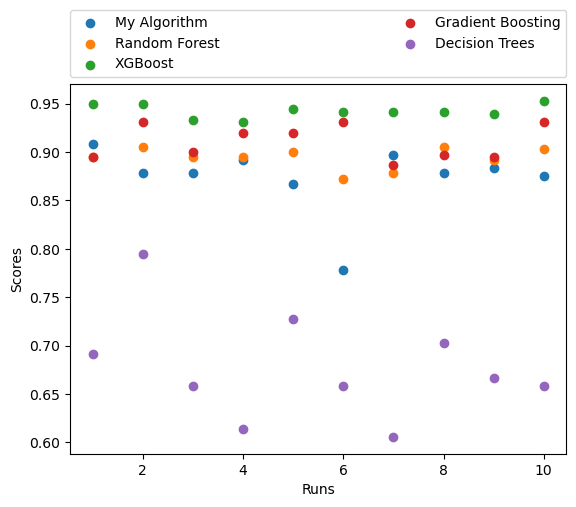 My Algorithm
Random Forest
XGBoost
Gradient Boosting
Decision Trees
0.95
0.90
0.85
0.80
0.75
0.70
0.65
0.60
Scores
2 4 6 8 10
Runs